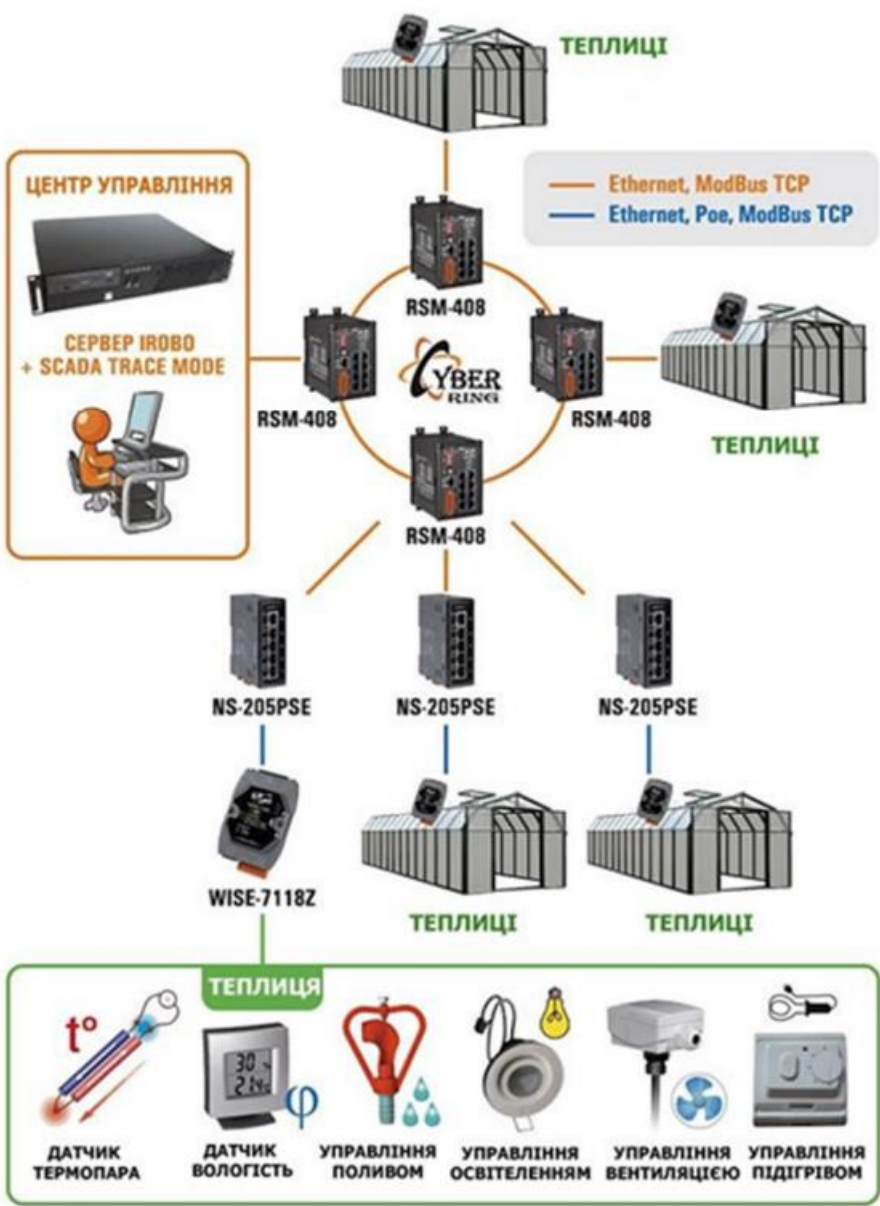 ТЕПЛИЦІ
ЦЕНТР УПРАВЛІННЯ
Ethernet, ModBus TCP
Ethernet, Poe, ModBus TCP
RSM-408
СЕРВЕР IROBO
+ SCADA TRACE MODE
CYBER
RING
RSM-408
RSM-408
ТЕПЛИЦІ
RSM-408
NS-205PSE
NS-205PSE
NS-205PSE
WISE-7118Z
ТЕПЛИЦІ
ТЕПЛИЦІ
ТЕПЛИЦЯ
t°
φ
ДАТЧИК
ТЕРМОПАРА
ДАТЧИК
ВОЛОГІСТЬ
УПРАВЛІННЯ
ПОЛИВОМ
УПРАВЛІННЯ
ОСВІТЕЛЕННЯМ
УПРАВЛІННЯ
ВЕНТИЛЯЦІЄЮ
УПРАВЛІННЯ
ПІДІГРІВОМ